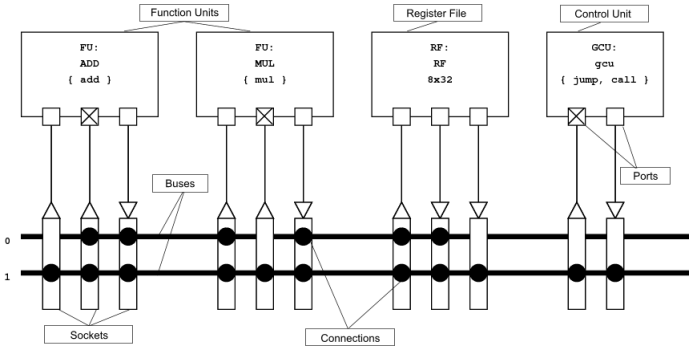 Function Units
Register File
Control Unit
FU:
ADD
{ add }
FU:
MUL
{ mul }
RF:
RF
8x32
GCU:
gcu
{ jump, call }
Buses
Ports
0
1
Sockets
Connections